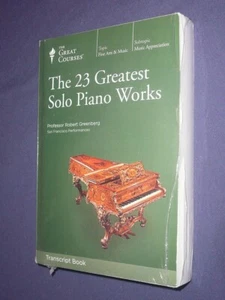 THE
GREAT
COURSES®
Topic
Fine Arts & Music
Subtopic
Music Appreciation
The 23 Greatest
Solo Piano Works
Professor Robert Greenberg
San Francisco Performances
Transcript Book